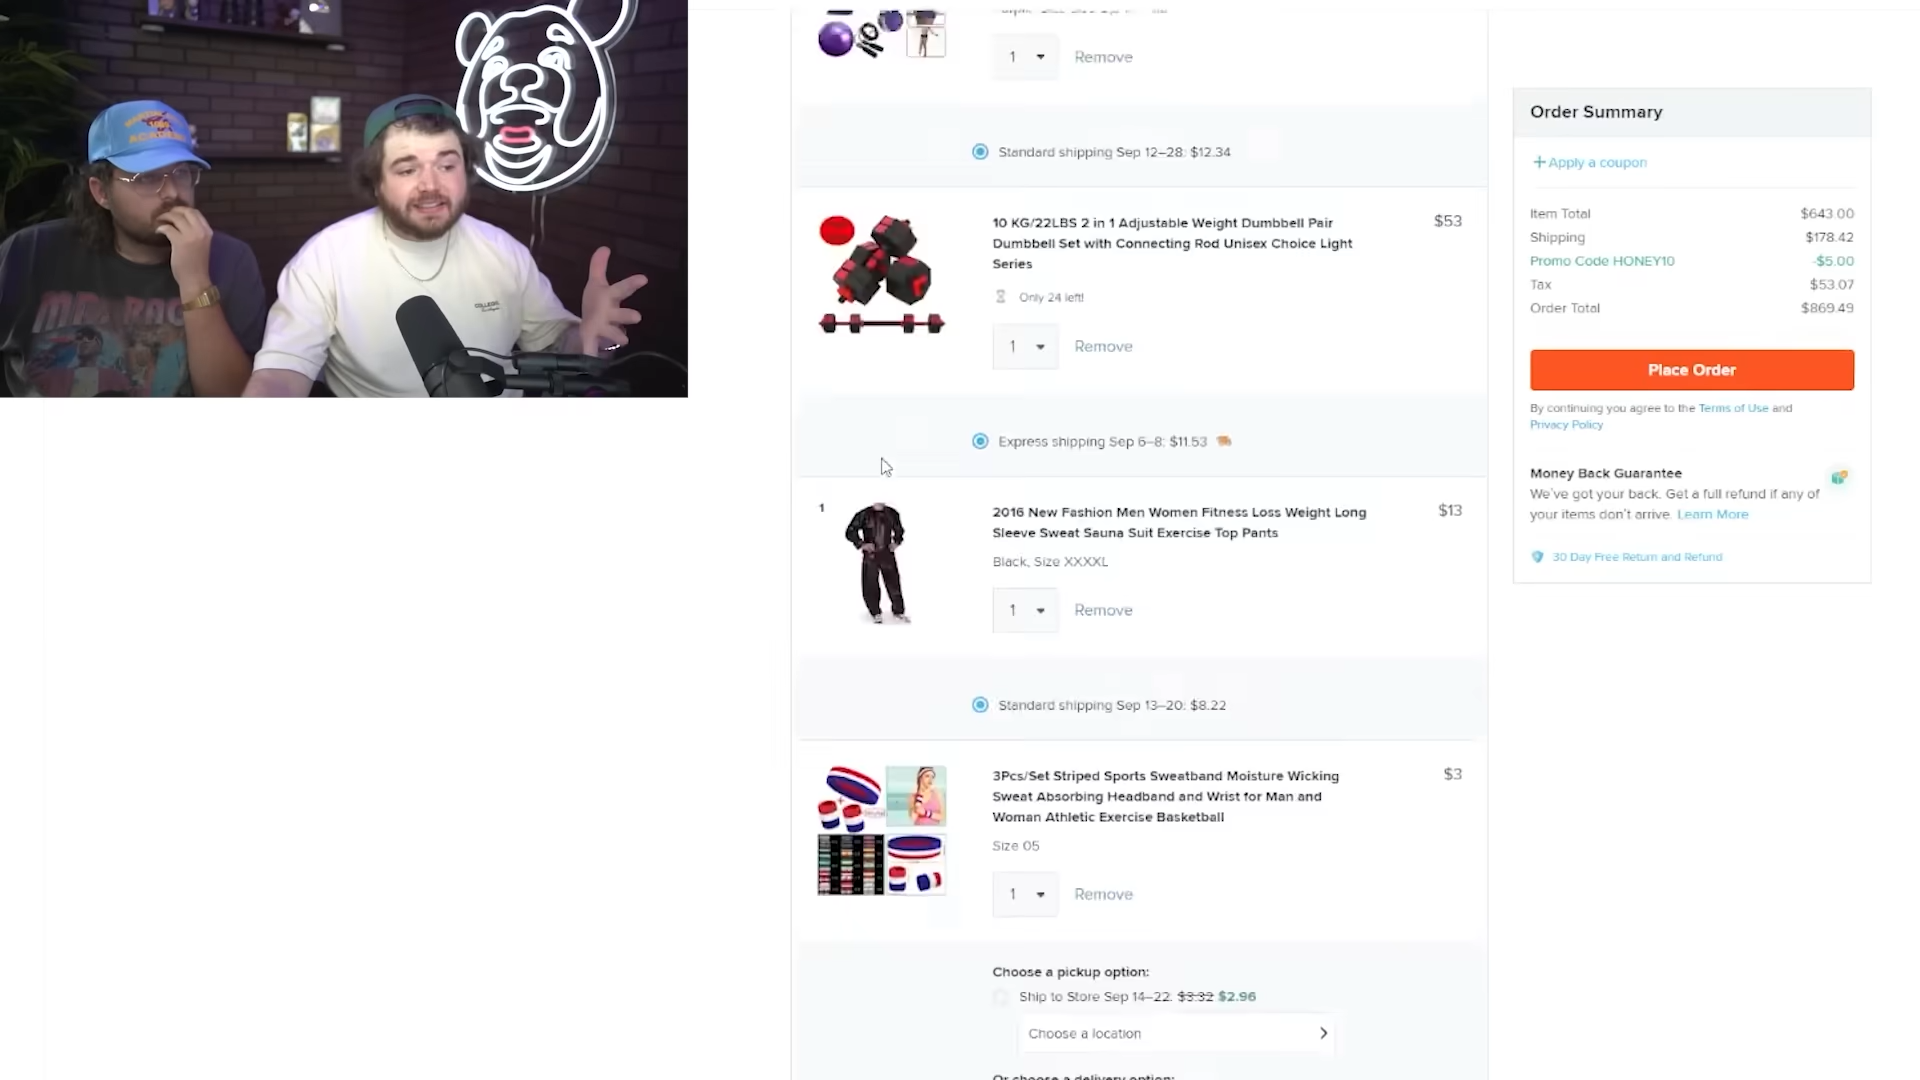 1
Remove
Standard shipping Sep 12–28: $12.34
10 KG/22LBS 2 in 1 Adjustable Weight Dumbbell Pair
$53
Dumbbell Set with Connecting Rod Unisex Choice Light
Series
Only 24 left!
1
Remove
Express shipping Sep 6–8: $11.53
1
2016 New Fashion Men Women Fitness Loss Weight Long
$13
Sleeve Sweat Sauna Suit Exercise Top Pants
Black, Size XXXXL
1
Remove
Standard shipping Sep 13–20: $8.22
3Pcs/Set Striped Sports Sweatband Moisture Wicking
$3
Sweat Absorbing Headband and Wrist for Man and
Woman Athletic Exercise Basketball
Size 05
1
Remove
Choose a pickup option:
Ship to Store Sep 14–22: $3.32 $2.96
Choose a location
Or choose a delivery option:
Order Summary
+Apply a coupon
Item Total $643.00
Shipping $178.42
Promo Code HONEY10 -$5.00
Tax $53.07
Order Total $869.49
Place Order
By continuing you agree to the Terms of Use and
Privacy Policy
Money Back Guarantee
We've got your back. Get a full refund if any of
your items don't arrive. Learn More
30 Day Free Return and Refund